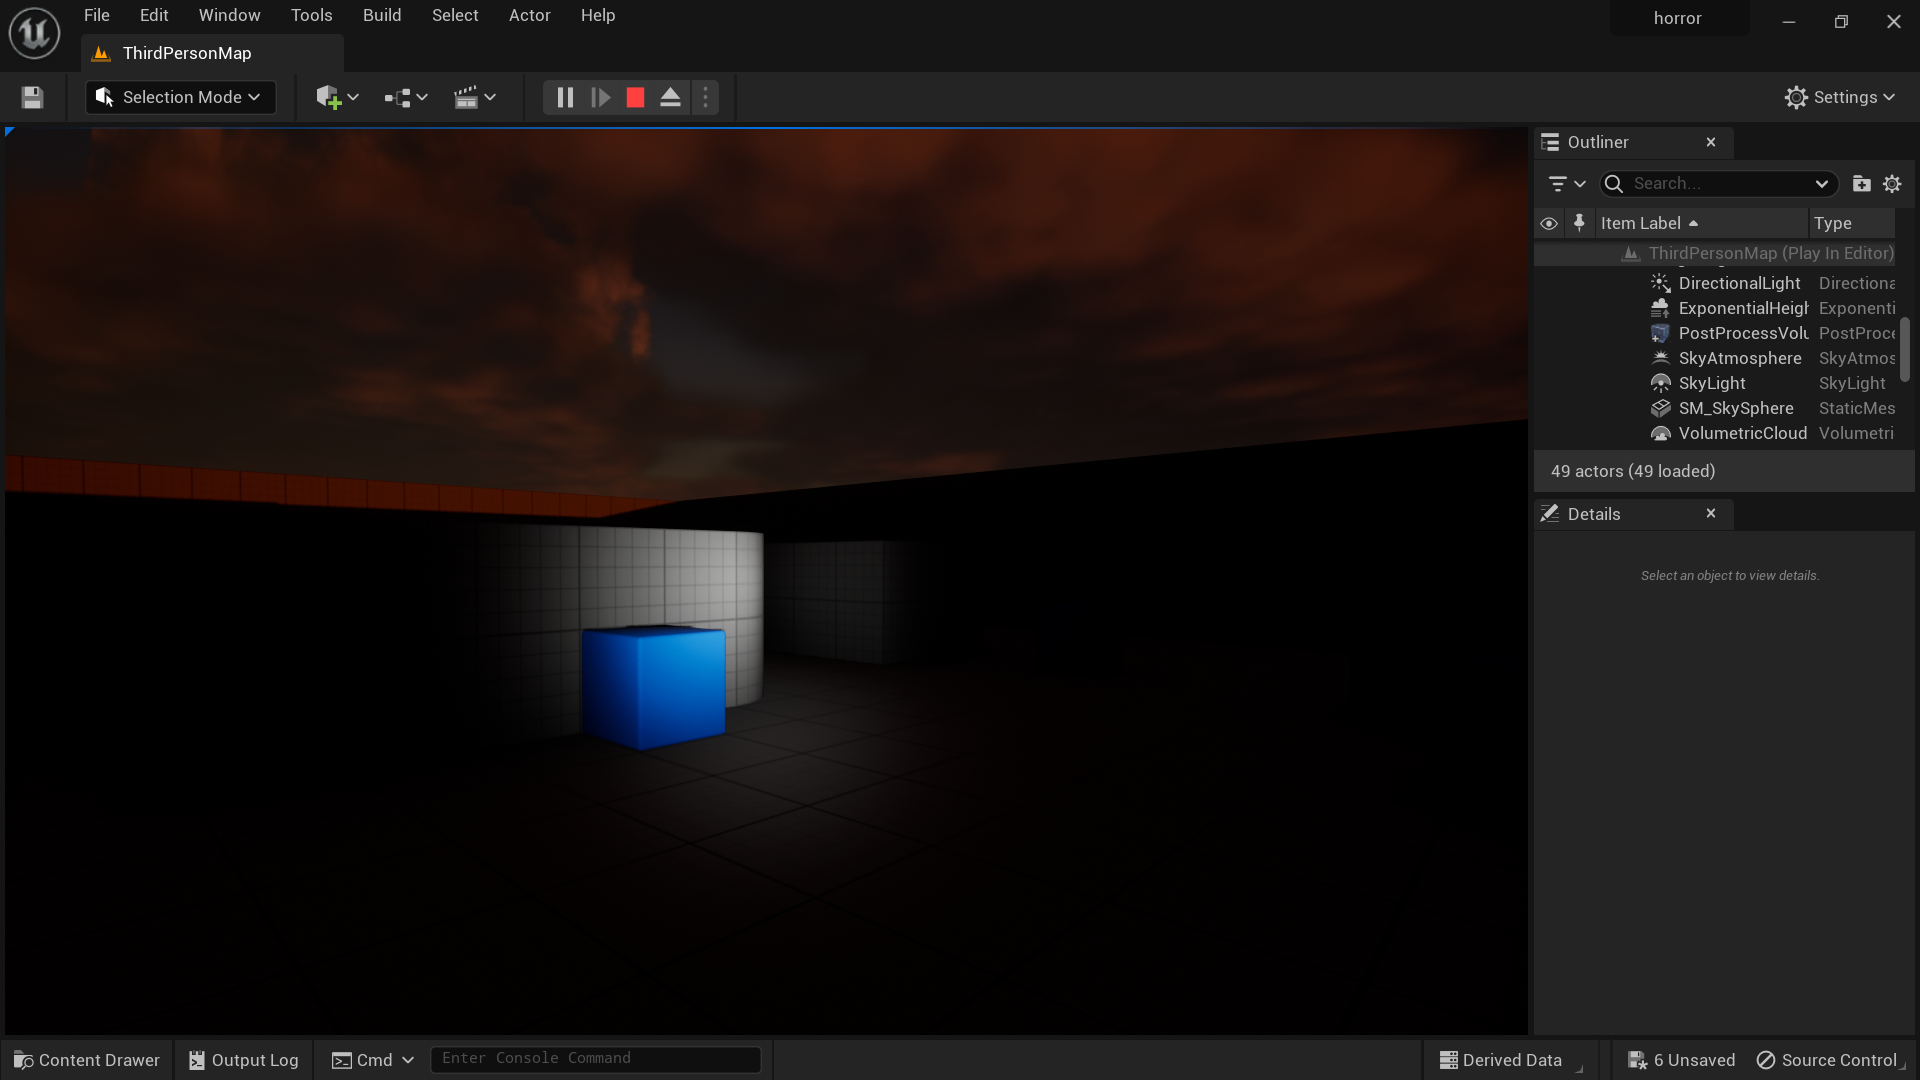 File Edit Window Tools Build Select Actor Help
horror
ThirdPersonMap
Selection Mode
Settings
Outliner
Search...
Item Label Type
ThirdPersonMap (Play In Editor)
DirectionalLight Directiona
ExponentialHeigh Exponenti
PostProcessVolu PostProce
SkyAtmosphere SkyAtmos
SkyLight SkyLight
SM_SkySphere StaticMes
VolumetricCloud Volumetri
49 actors (49 loaded)
Details
Select an object to view details.
Content Drawer Output Log Cmd Enter Console Command Derived Data 6 Unsaved Source Control